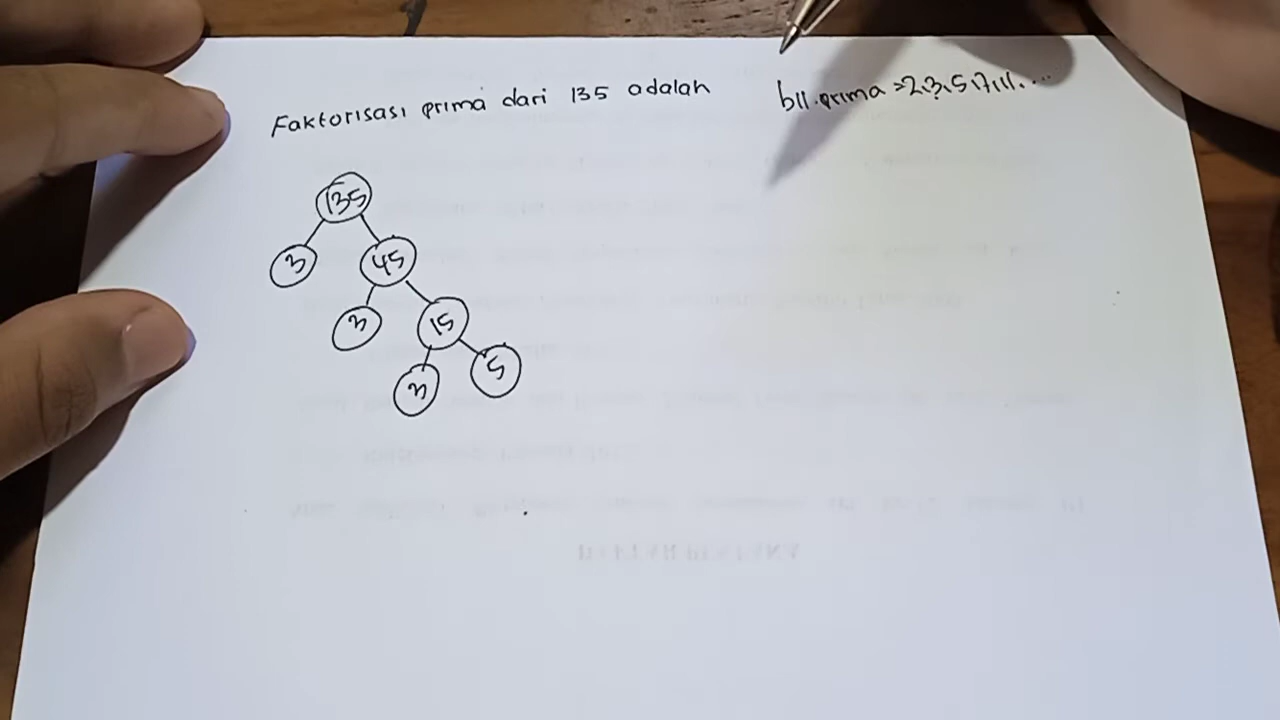 Faktorisasi prima dari 135 adalah
bil. prima = 2, 3, 5, 7, 11, ...
135
3 45
3 15
3 5